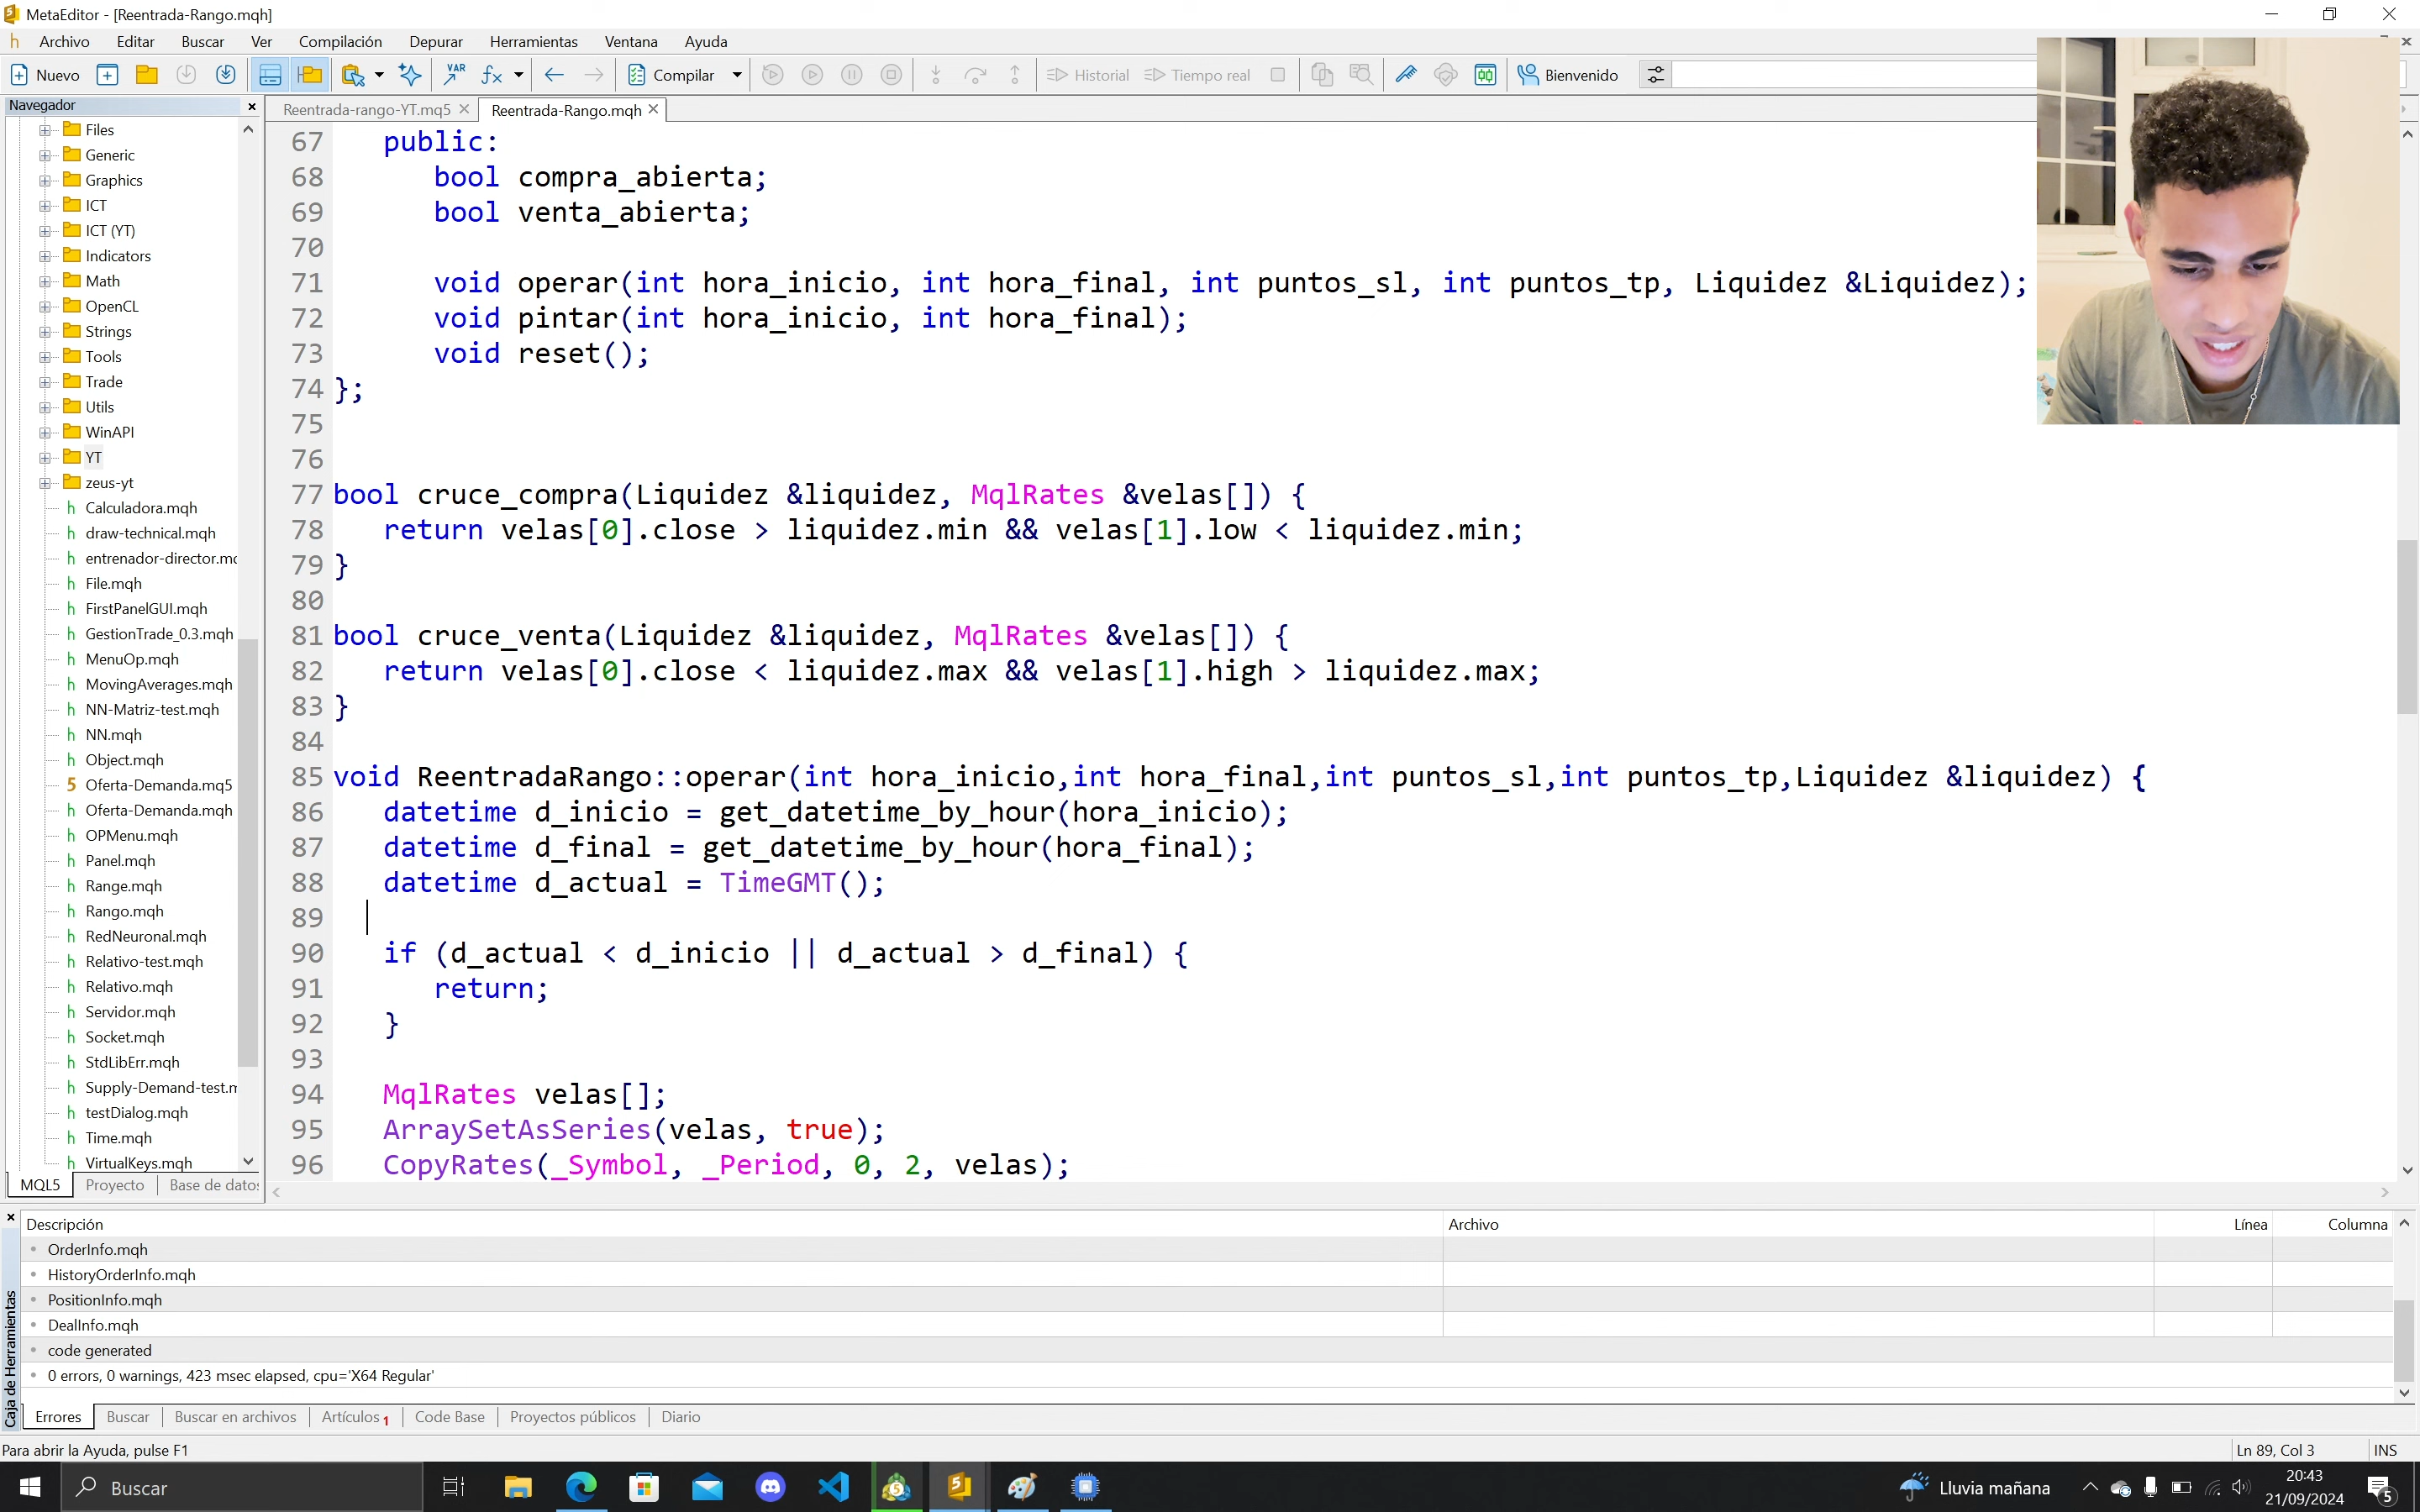 MetaEditor - [Reentrada-Rango.mqh]
Archivo Editar Buscar Ver Compilación Depurar Herramientas Ventana Ayuda
Nuevo VAR Compilar Historial Tiempo real Bienvenido
Navegador
Reentrada-rango-YT.mq5 Reentrada-Rango.mqh
Files
Generic
Graphics
ICT
ICT (YT)
Indicators
Math
OpenCL
Strings
Tools
Trade
Utils
WinAPI
YT
zeus-yt
Calculadora.mqh
draw-technical.mqh
entrenador-director.mq
File.mqh
FirstPanelGUI.mqh
GestionTrade_0.3.mqh
MenuOp.mqh
MovingAverages.mqh
NN-Matriz-test.mqh
NN.mqh
Object.mqh
Oferta-Demanda.mq5
Oferta-Demanda.mqh
OPMenu.mqh
Panel.mqh
Range.mqh
Rango.mqh
RedNeuronal.mqh
Relativo-test.mqh
Relativo.mqh
Servidor.mqh
Socket.mqh
StdLibErr.mqh
Supply-Demand-test.m
testDialog.mqh
Time.mqh
VirtualKeys.mqh
MQL5 Proyecto Base de datos
67 public:
68 bool compra_abierta;
69 bool venta_abierta;
70
71 void operar(int hora_inicio, int hora_final, int puntos_sl, int puntos_tp, Liquidez &Liquidez);
72 void pintar(int hora_inicio, int hora_final);
73 void reset();
74 };
75
76
77 bool cruce_compra(Liquidez &liquidez, MqlRates &velas[]) {
78 return velas[0].close > liquidez.min && velas[1].low < liquidez.min;
79 }
80
81 bool cruce_venta(Liquidez &liquidez, MqlRates &velas[]) {
82 return velas[0].close < liquidez.max && velas[1].high > liquidez.max;
83 }
84
85 void ReentradaRango::operar(int hora_inicio,int hora_final,int puntos_sl,int puntos_tp,Liquidez &liquidez) {
86 datetime d_inicio = get_datetime_by_hour(hora_inicio);
87 datetime d_final = get_datetime_by_hour(hora_final);
88 datetime d_actual = TimeGMT();
89
90 if (d_actual < d_inicio || d_actual > d_final) {
91 return;
92 }
93
94 MqlRates velas[];
95 ArraySetAsSeries(velas, true);
96 CopyRates(_Symbol, _Period, 0, 2, velas);
Descripción Archivo Línea Columna
OrderInfo.mqh
HistoryOrderInfo.mqh
PositionInfo.mqh
DealInfo.mqh
code generated
0 errors, 0 warnings, 423 msec elapsed, cpu='X64 Regular'
Caja de Herramientas
Errores Buscar Buscar en archivos Artículos 1 Code Base Proyectos públicos Diario
Para abrir la Ayuda, pulse F1 Ln 89, Col 3 INS
Buscar Lluvia mañana 20:43
21/09/2024 5